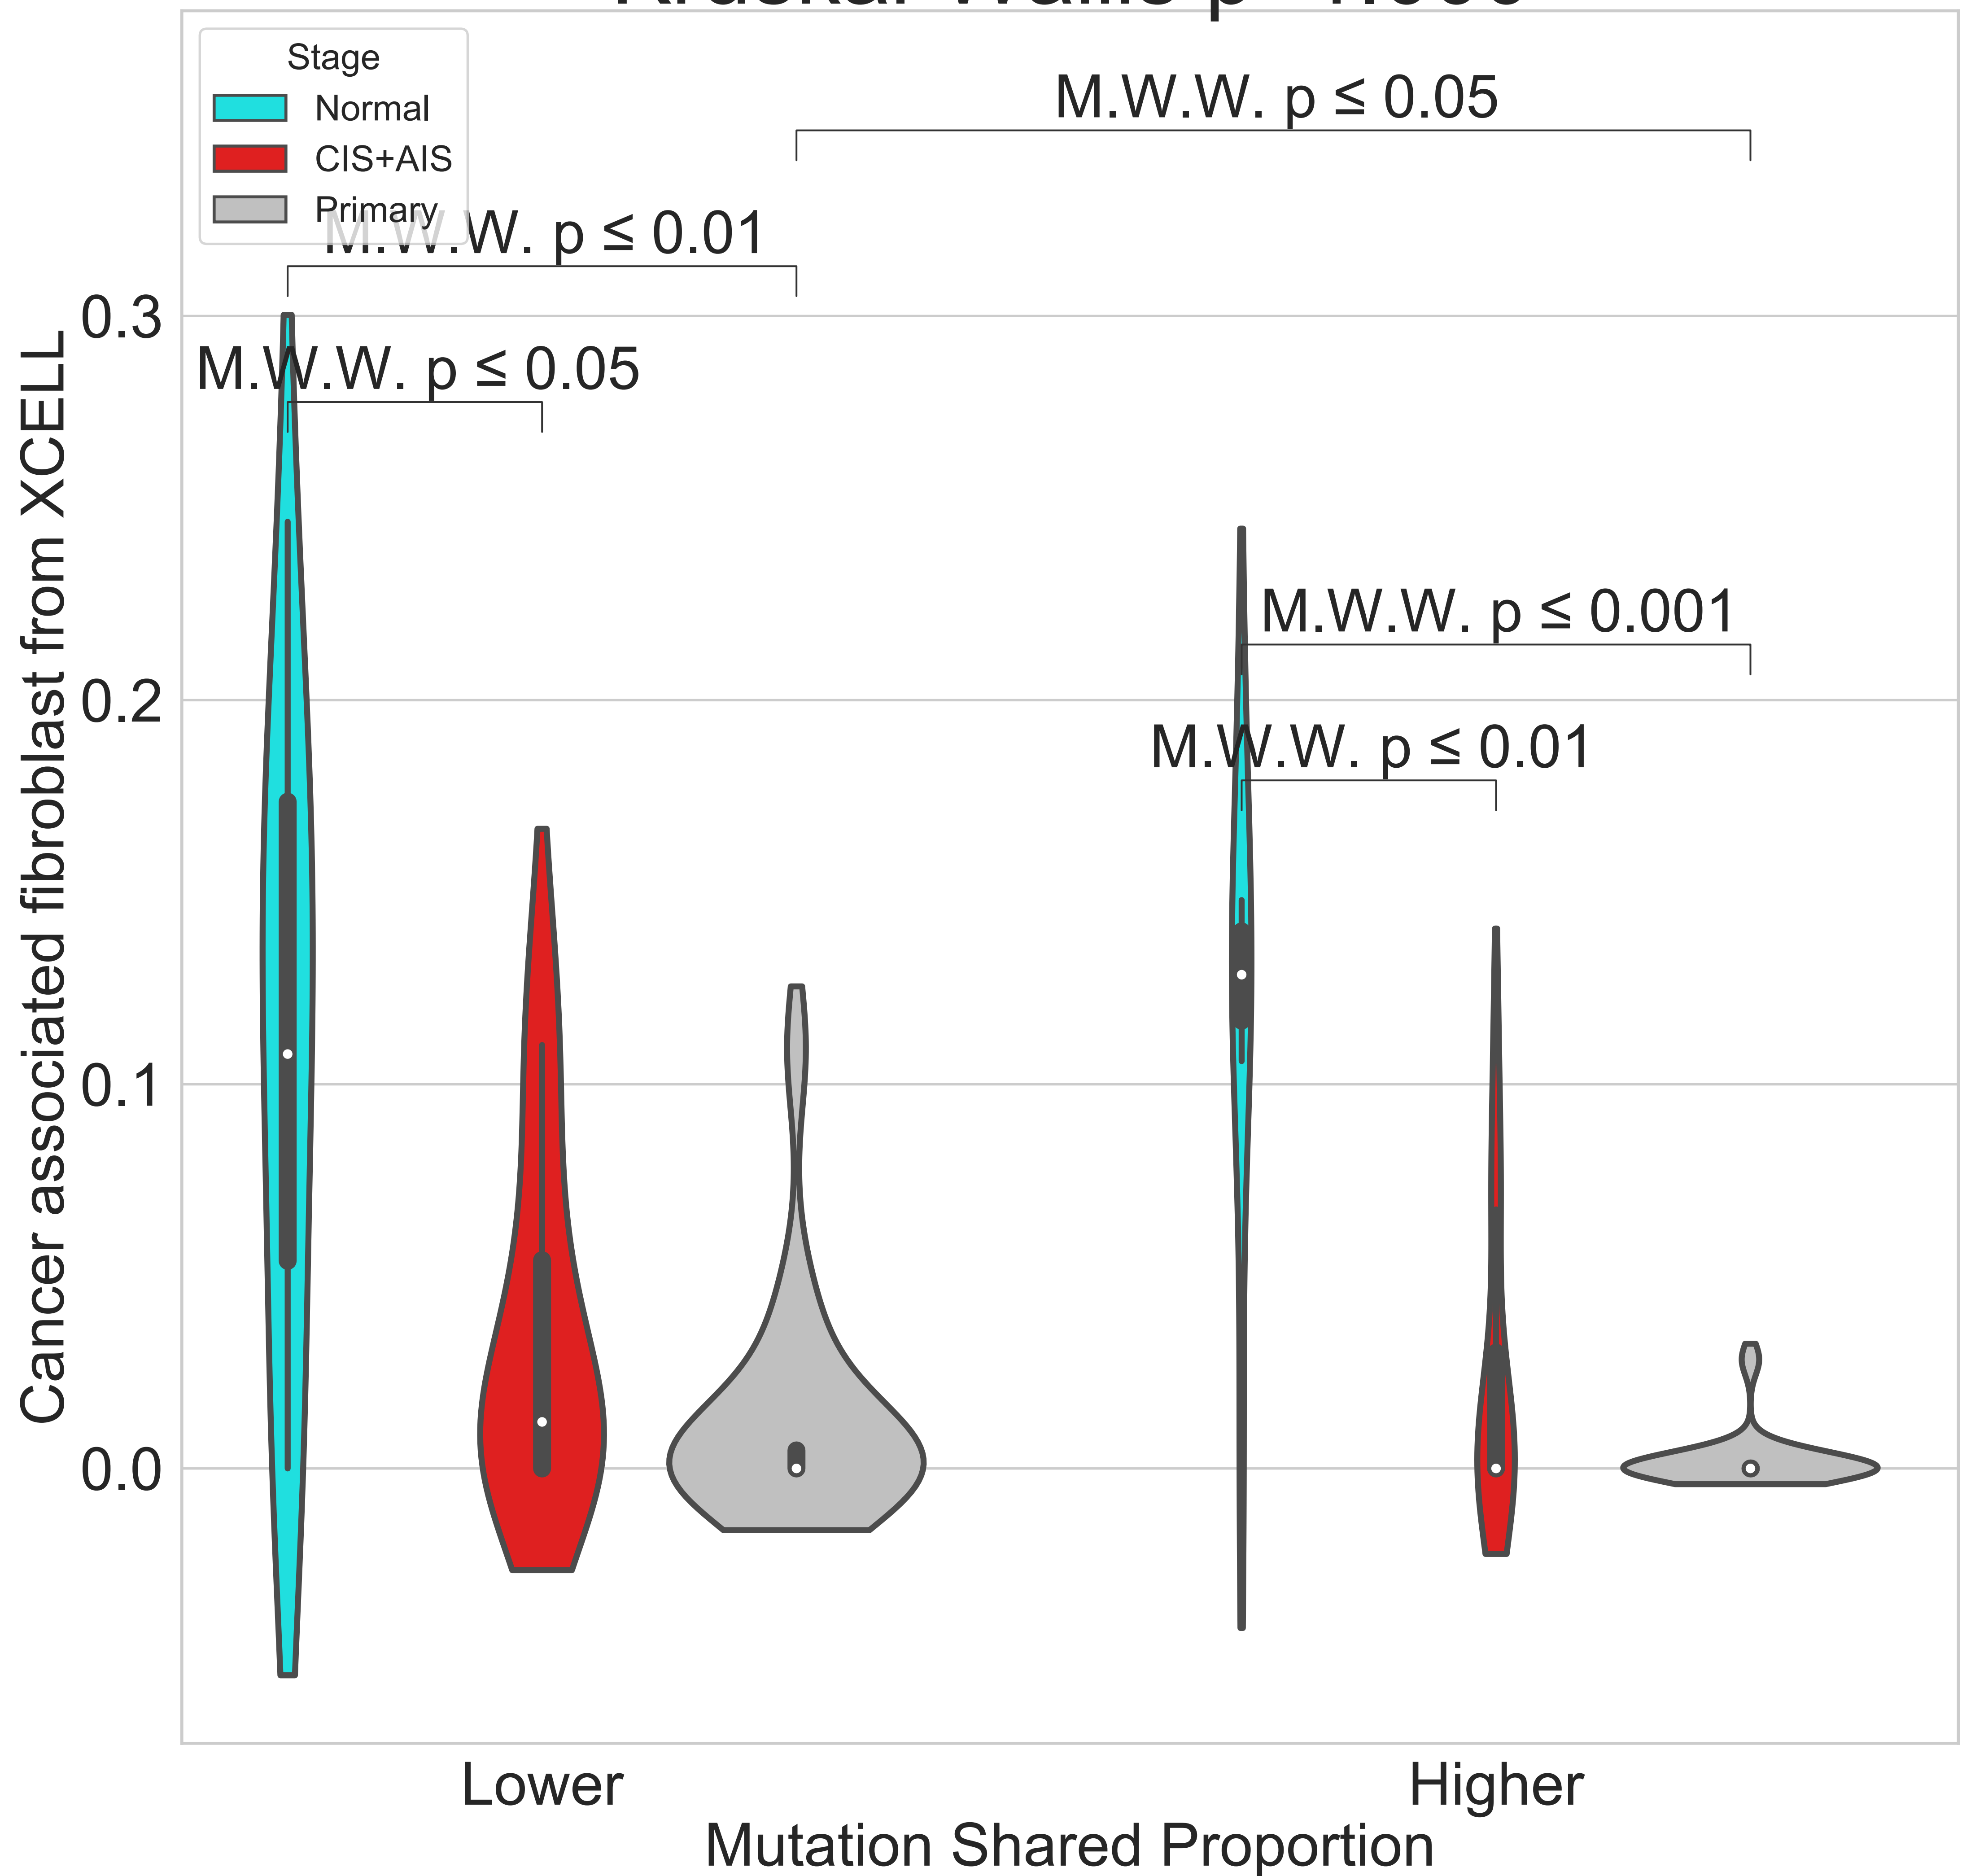 Stage
Normal
CIS+AIS
Primary
M.W.W. p ≤ 0.05
M.W.W. p ≤ 0.01
M.W.W. p ≤ 0.05
M.W.W. p ≤ 0.001
M.W.W. p ≤ 0.01
Cancer associated fibroblast from XCELL
0.3
0.2
0.1
0.0
Lower
Higher
Mutation Shared Proportion